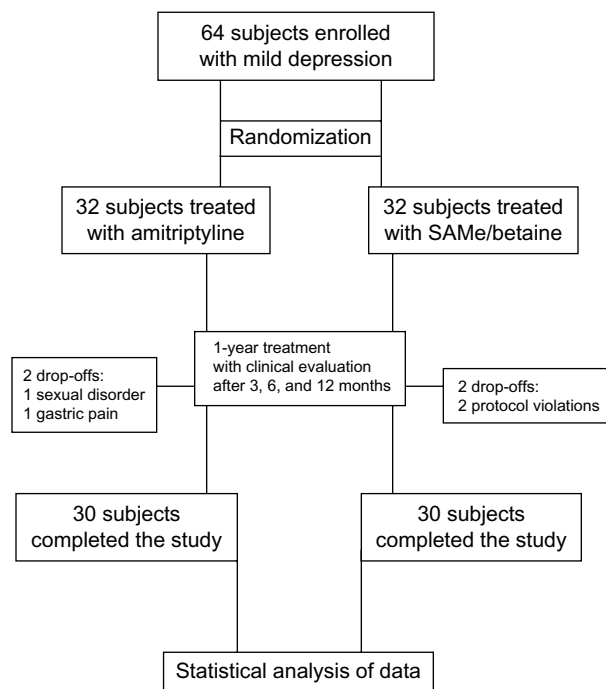 64 subjects enrolled
with mild depression
Randomization
32 subjects treated
with amitriptyline
32 subjects treated
with SAMe/betaine
1-year treatment
with clinical evaluation
after 3, 6, and 12 months
2 drop-offs:
1 sexual disorder
1 gastric pain
2 drop-offs:
2 protocol violations
30 subjects
completed the study
30 subjects
completed the study
Statistical analysis of data